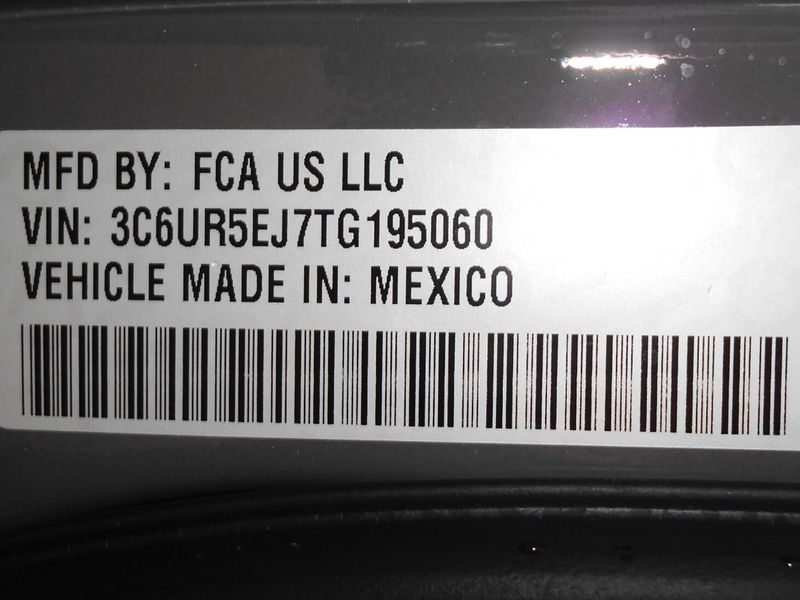 MFD BY: FCA US LLC
VIN: 3C6UR5EJ7TG195060
VEHICLE MADE IN: MEXICO